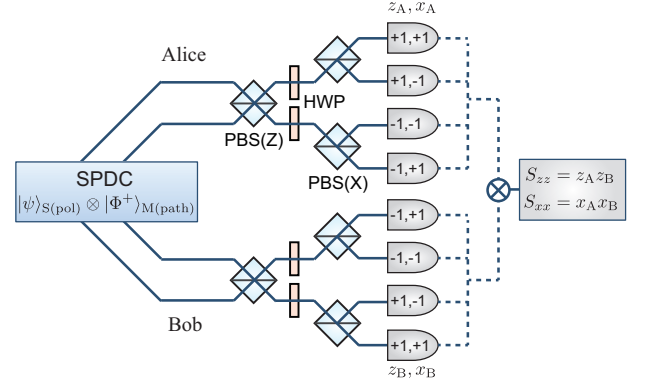 z_A, x_A
Alice
+1,+1
+1,-1
HWP
PBS(Z)
-1,-1
PBS(X)
-1,+1
SPDC
|ψ⟩_S(pol) ⊗ |Φ⁺⟩_M(path)
S_zz = z_A z_B
S_xx = x_A x_B
-1,+1
-1,-1
+1,-1
Bob
+1,+1
z_B, x_B